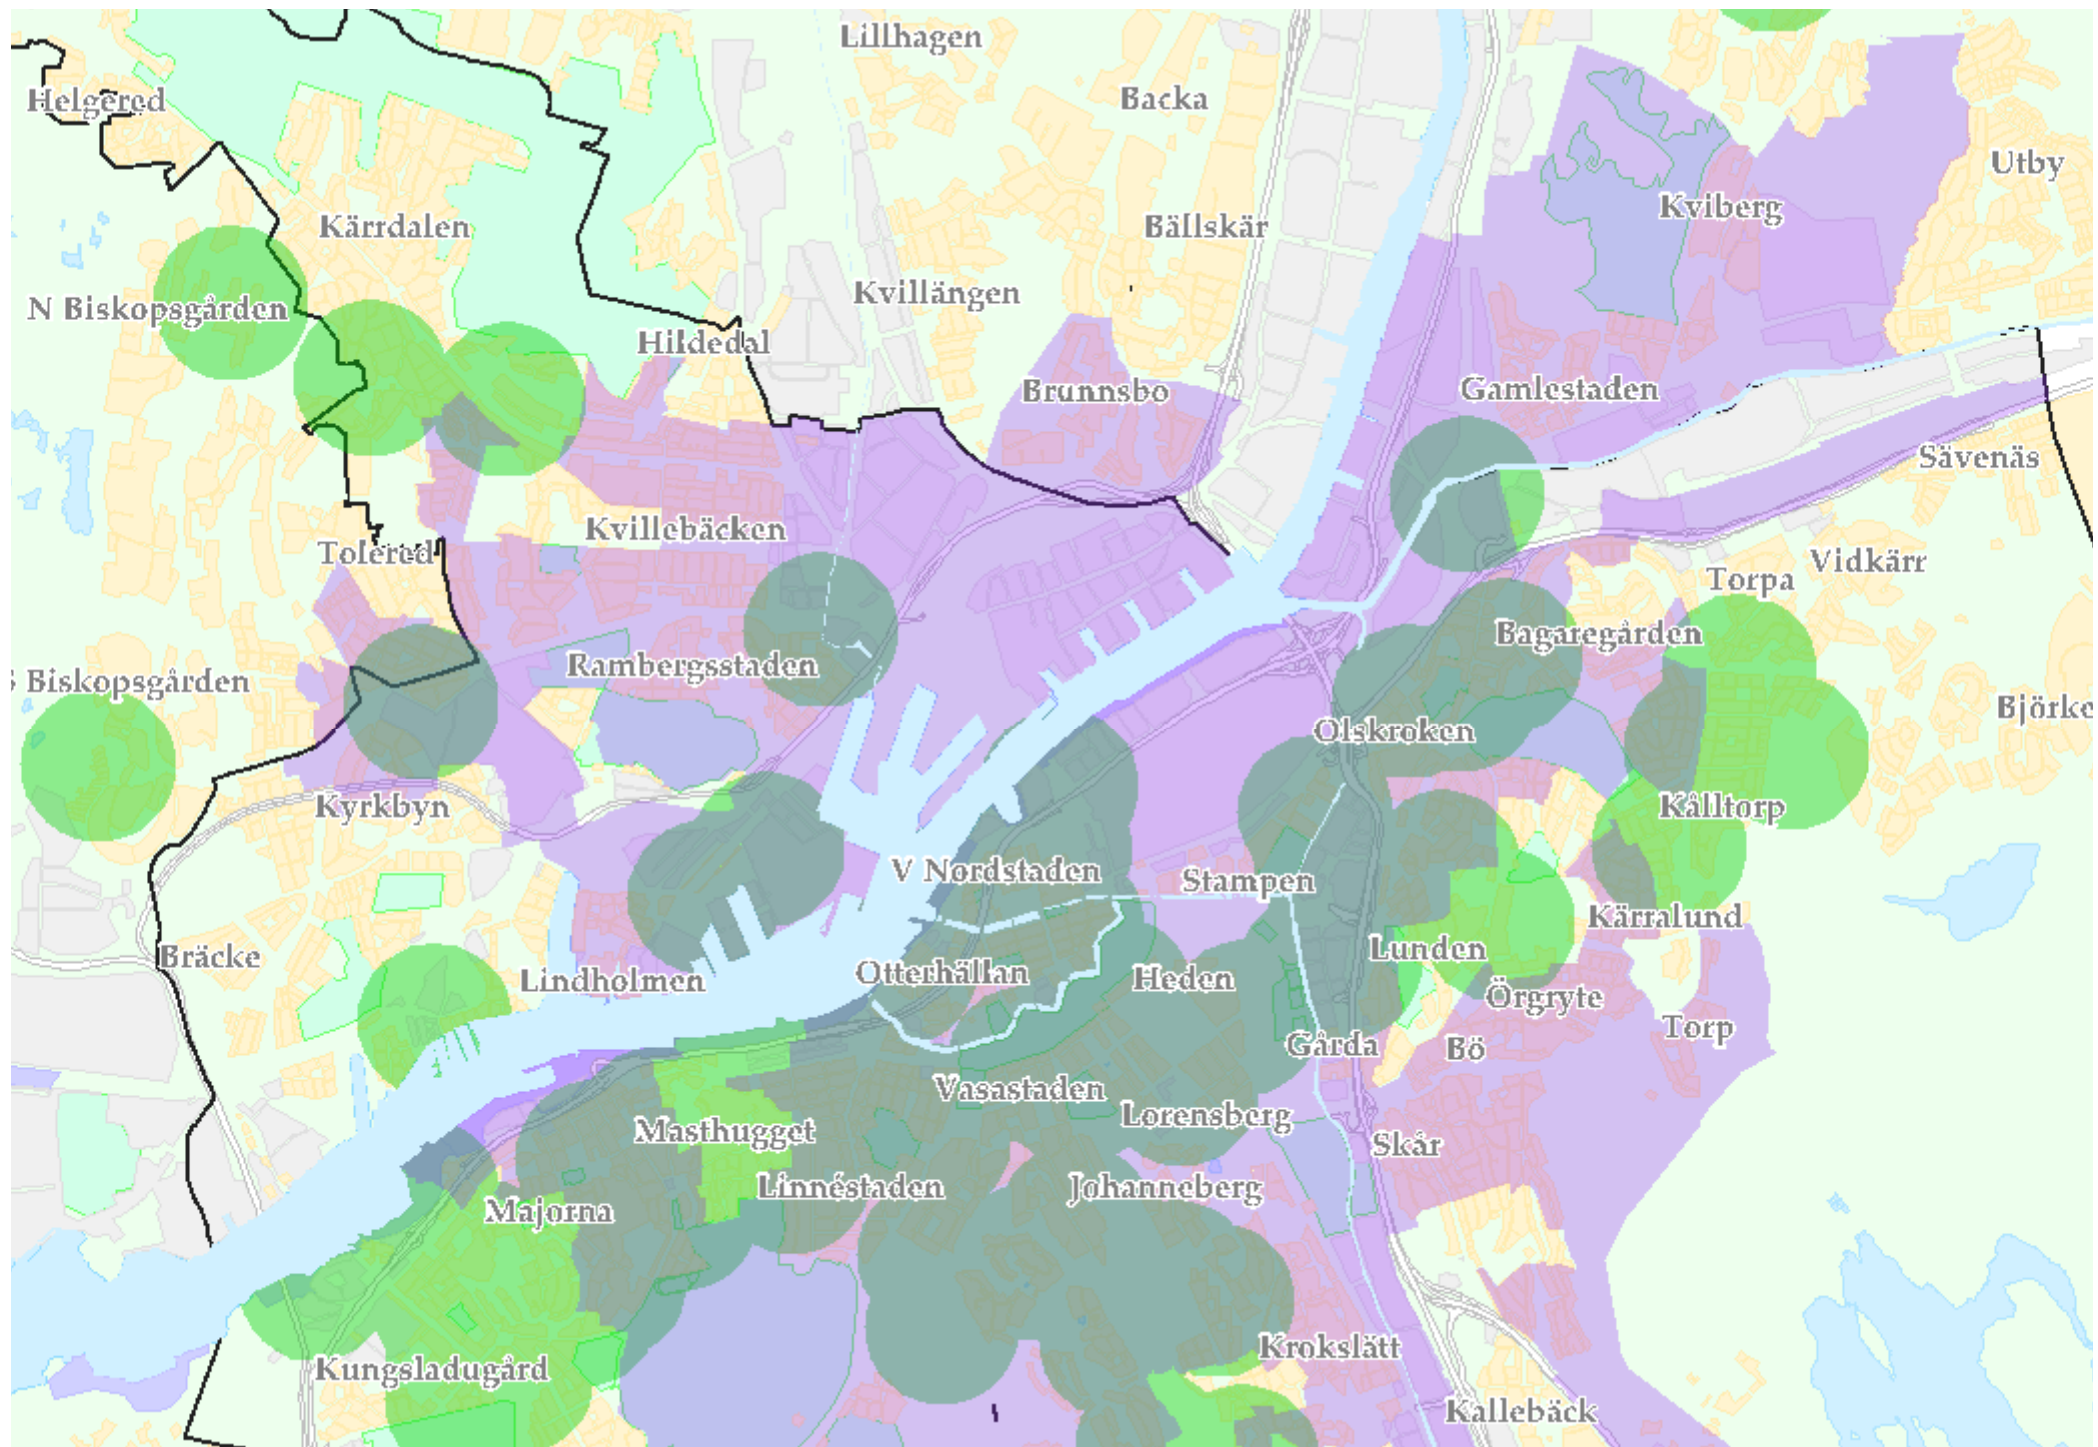 Lillhagen
Backa
Helgered
Utby
Kviberg
Kärrdalen
Bällskär
Kvillängen
N Biskopsgården
Hildedal
Brunnsbo
Gamlestaden
Sävenäs
Kvillebäcken
Tolered
Vidkärr
Torpa
Bagaregården
Rambergsstaden
S Biskopsgården
Björke
Olskroken
Kyrkbyn
Kålltorp
V Nordstaden
Stampen
Kärralund
Lunden
Bräcke
Otterhällan
Heden
Lindholmen
Örgryte
Torp
Gårda
Bö
Vasastaden
Lorensberg
Masthugget
Skår
Linnéstaden
Johanneberg
Majorna
Krokslätt
Kungsladugård
Kallebäck